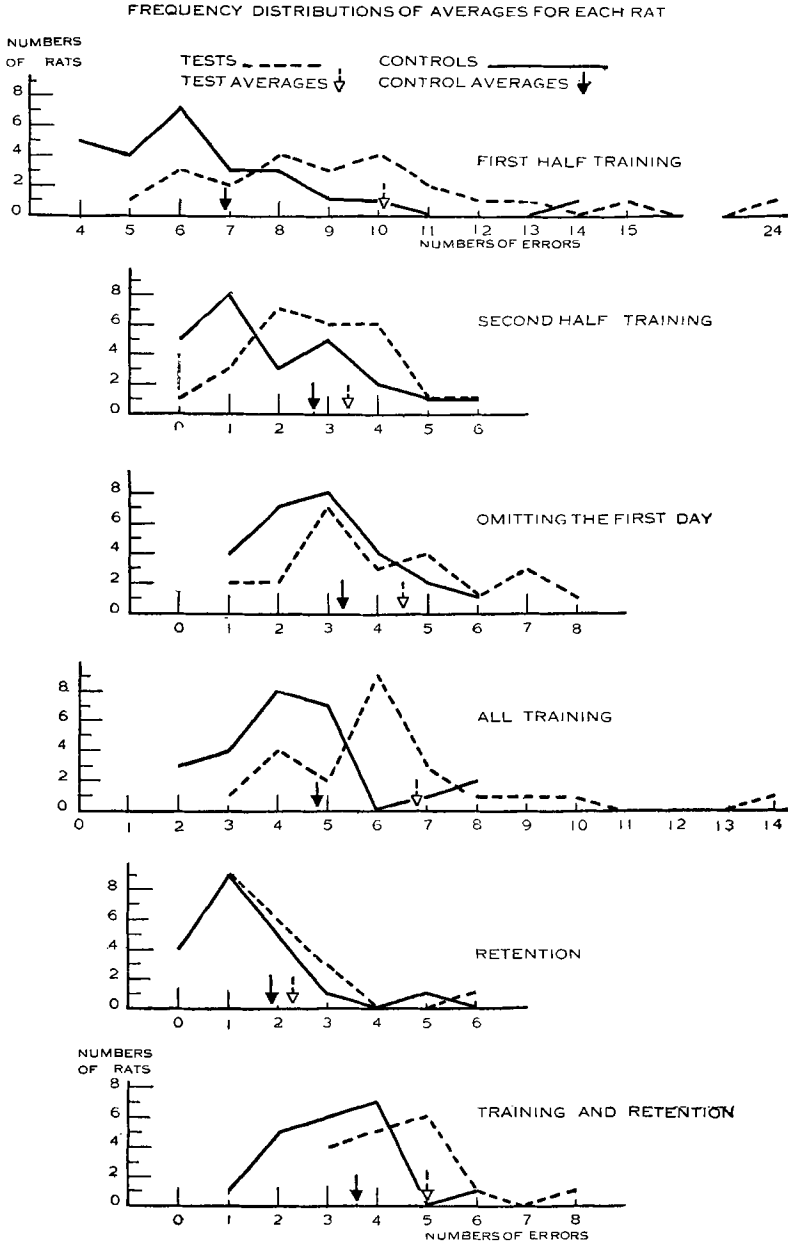 FREQUENCY DISTRIBUTIONS OF AVERAGES FOR EACH RAT
NUMBERS
OF RATS
TESTS CONTROLS
TEST AVERAGES CONTROL AVERAGES
8
6
4
2
0
FIRST HALF TRAINING
4 5 6 7 8 9 10 11 12 13 14 15 24
NUMBERS OF ERRORS
8
6
4
2
0
SECOND HALF TRAINING
0 1 2 3 4 5 6
8
6
4
2
0
OMITTING THE FIRST DAY
0 1 2 3 4 5 6 7 8
8
6
4
2
0
ALL TRAINING
0 1 2 3 4 5 6 7 8 9 10 11 12 13 14
8
6
4
2
0
RETENTION
0 1 2 3 4 5 6
NUMBERS
OF RATS
8
6
4
2
0
TRAINING AND RETENTION
0 1 2 3 4 5 6 7 8
NUMBERS OF ERRORS